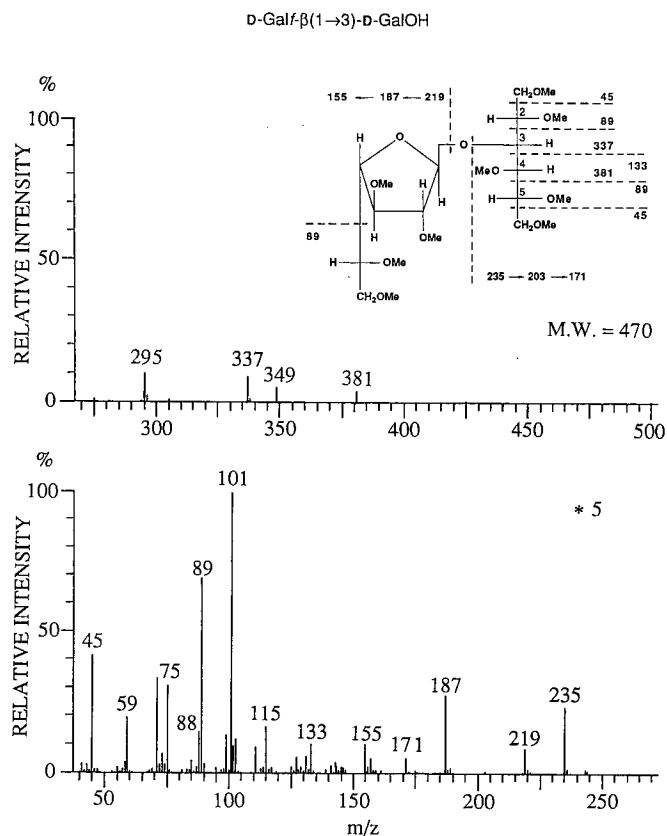 D-Galf-β(1→3)-D-GalOH
%
RELATIVE INTENSITY
100
50
0
155 ← 187 ← 219
CH2OMe 45
H 2 OMe 89
O 3 H 337
MeO 4 H 381 133
H 5 OMe 89
CH2OMe 45
H O
OMe H
H
H OMe
89
H OMe
CH2OMe
235 → 203 → 171
M.W. = 470
295 337 349 381
300 350 400 450 500
%
RELATIVE INTENSITY
100
50
0
* 5
45 59 75 88 89 101 115 133 155 171 187 219 235
50 100 150 200 250
m/z